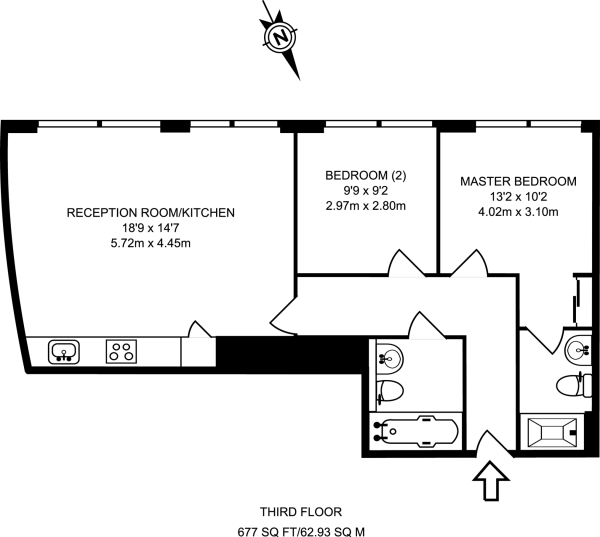 N
BEDROOM (2)
9'9 x 9'2
2.97m x 2.80m
MASTER BEDROOM
13'2 x 10'2
4.02m x 3.10m
RECEPTION ROOM/KITCHEN
18'9 x 14'7
5.72m x 4.45m
THIRD FLOOR
677 SQ FT/62.93 SQ M